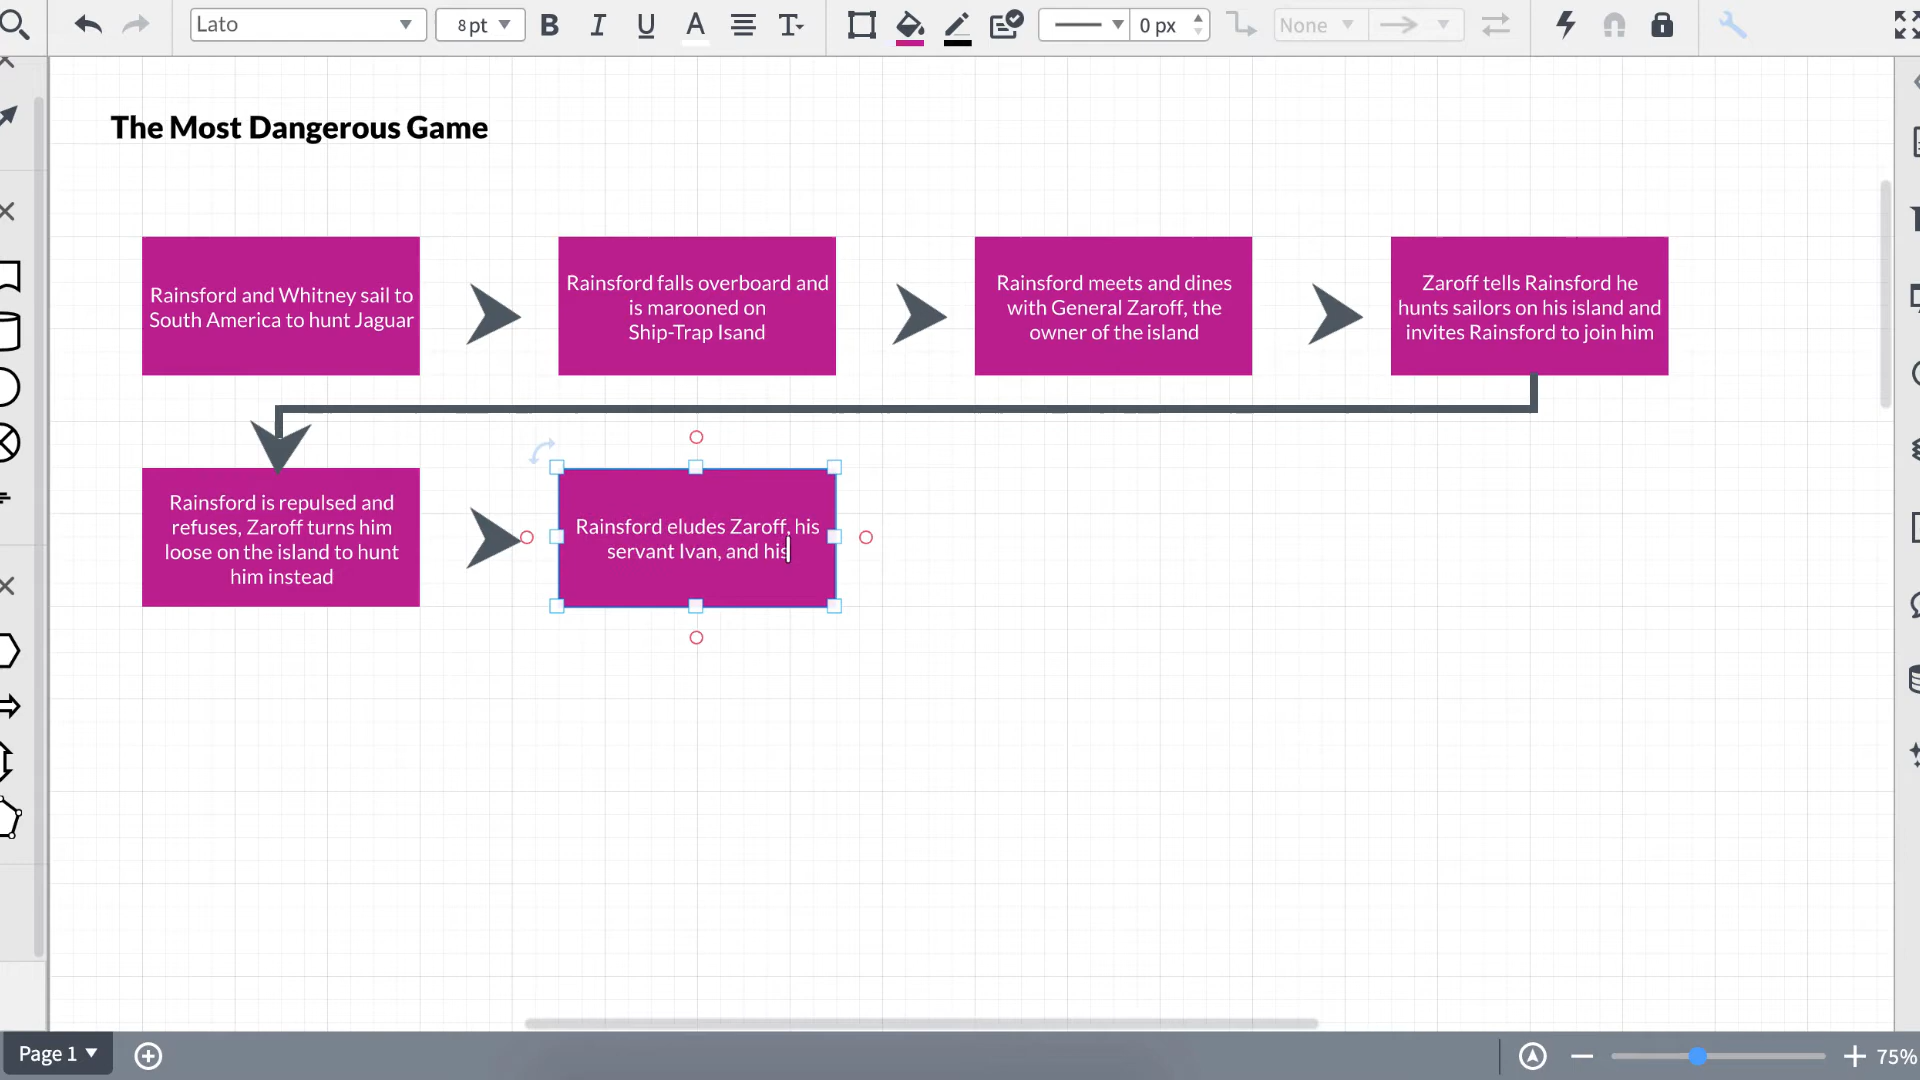 Lato
8 pt
0 px
None
The Most Dangerous Game
Rainsford and Whitney sail to
South America to hunt Jaguar
Rainsford falls overboard and
is marooned on
Ship-Trap Isand
Rainsford meets and dines
with General Zaroff, the
owner of the island
Zaroff tells Rainsford he
hunts sailors on his island and
invites Rainsford to join him
Rainsford is repulsed and
refuses, Zaroff turns him
loose on the island to hunt
him instead
Rainsford eludes Zaroff, his
servant Ivan, and his
Page 1
75%